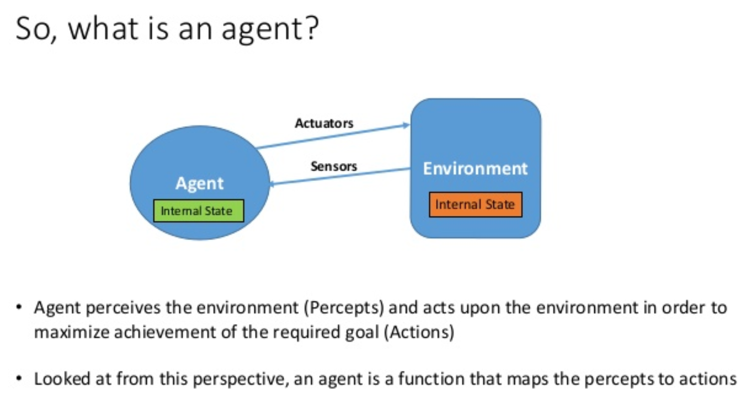 So, what is an agent?
Actuators
Sensors
Agent
Internal State
Environment
Internal State
• Agent perceives the environment (Percepts) and acts upon the environment in order to
maximize achievement of the required goal (Actions)
• Looked at from this perspective, an agent is a function that maps the percepts to actions